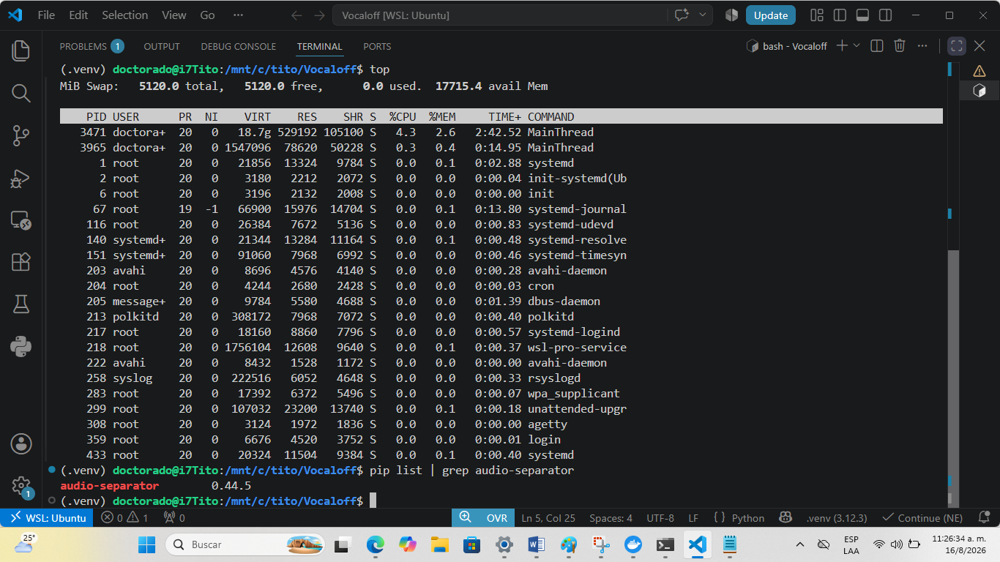 File Edit Selection View Go ··· Vocaloff [WSL: Ubuntu] Update
PROBLEMS 1 OUTPUT DEBUG CONSOLE TERMINAL PORTS bash - Vocaloff
(.venv) doctorado@i7Tito:/mnt/c/tito/Vocaloff$ top
MiB Swap: 5120.0 total, 5120.0 free, 0.0 used. 17715.4 avail Mem
PID USER PR NI VIRT RES SHR S %CPU %MEM TIME+ COMMAND
3471 doctora+ 20 0 18.7g 529192 105100 S 4.3 2.6 2:42.52 MainThread
3965 doctora+ 20 0 1547096 78620 50228 S 0.3 0.4 0:14.95 MainThread
1 root 20 0 21856 13324 9784 S 0.0 0.1 0:02.88 systemd
2 root 20 0 3180 2212 2072 S 0.0 0.0 0:00.04 init-systemd(Ub
6 root 20 0 3196 2132 2008 S 0.0 0.0 0:00.00 init
67 root 19 -1 66900 15976 14704 S 0.0 0.1 0:13.80 systemd-journal
116 root 20 0 26384 7672 5136 S 0.0 0.0 0:00.83 systemd-udevd
140 systemd+ 20 0 21344 13284 11164 S 0.0 0.1 0:00.48 systemd-resolve
151 systemd+ 20 0 91060 7968 6992 S 0.0 0.0 0:00.46 systemd-timesyn
203 avahi 20 0 8696 4576 4140 S 0.0 0.0 0:00.28 avahi-daemon
204 root 20 0 4244 2680 2428 S 0.0 0.0 0:00.03 cron
205 message+ 20 0 9784 5580 4688 S 0.0 0.0 0:01.39 dbus-daemon
213 polkitd 20 0 308172 7968 7072 S 0.0 0.0 0:00.40 polkitd
217 root 20 0 18160 8860 7796 S 0.0 0.0 0:00.57 systemd-logind
218 root 20 0 1756104 12608 9640 S 0.0 0.1 0:00.37 wsl-pro-service
222 avahi 20 0 8432 1528 1172 S 0.0 0.0 0:00.00 avahi-daemon
258 syslog 20 0 222516 6052 4648 S 0.0 0.0 0:00.33 rsyslogd
283 root 20 0 17392 6372 5496 S 0.0 0.0 0:00.07 wpa_supplicant
299 root 20 0 107032 23200 13740 S 0.0 0.1 0:00.18 unattended-upgr
308 root 20 0 3124 1972 1836 S 0.0 0.0 0:00.00 agetty
359 root 20 0 6676 4520 3752 S 0.0 0.0 0:00.01 login
433 root 20 0 20324 11504 9384 S 0.0 0.1 0:00.40 systemd
(.venv) doctorado@i7Tito:/mnt/c/tito/Vocaloff$ pip list | grep audio-separator
audio-separator 0.44.5
(.venv) doctorado@i7Tito:/mnt/c/tito/Vocaloff$
1
WSL: Ubuntu 0 1 0 OVR Ln 5, Col 25 Spaces: 4 UTF-8 LF { } Python .venv (3.12.3) Continue (NE)
25° Buscar ESP 11:26:34 a. m.
LAA 16/8/2026